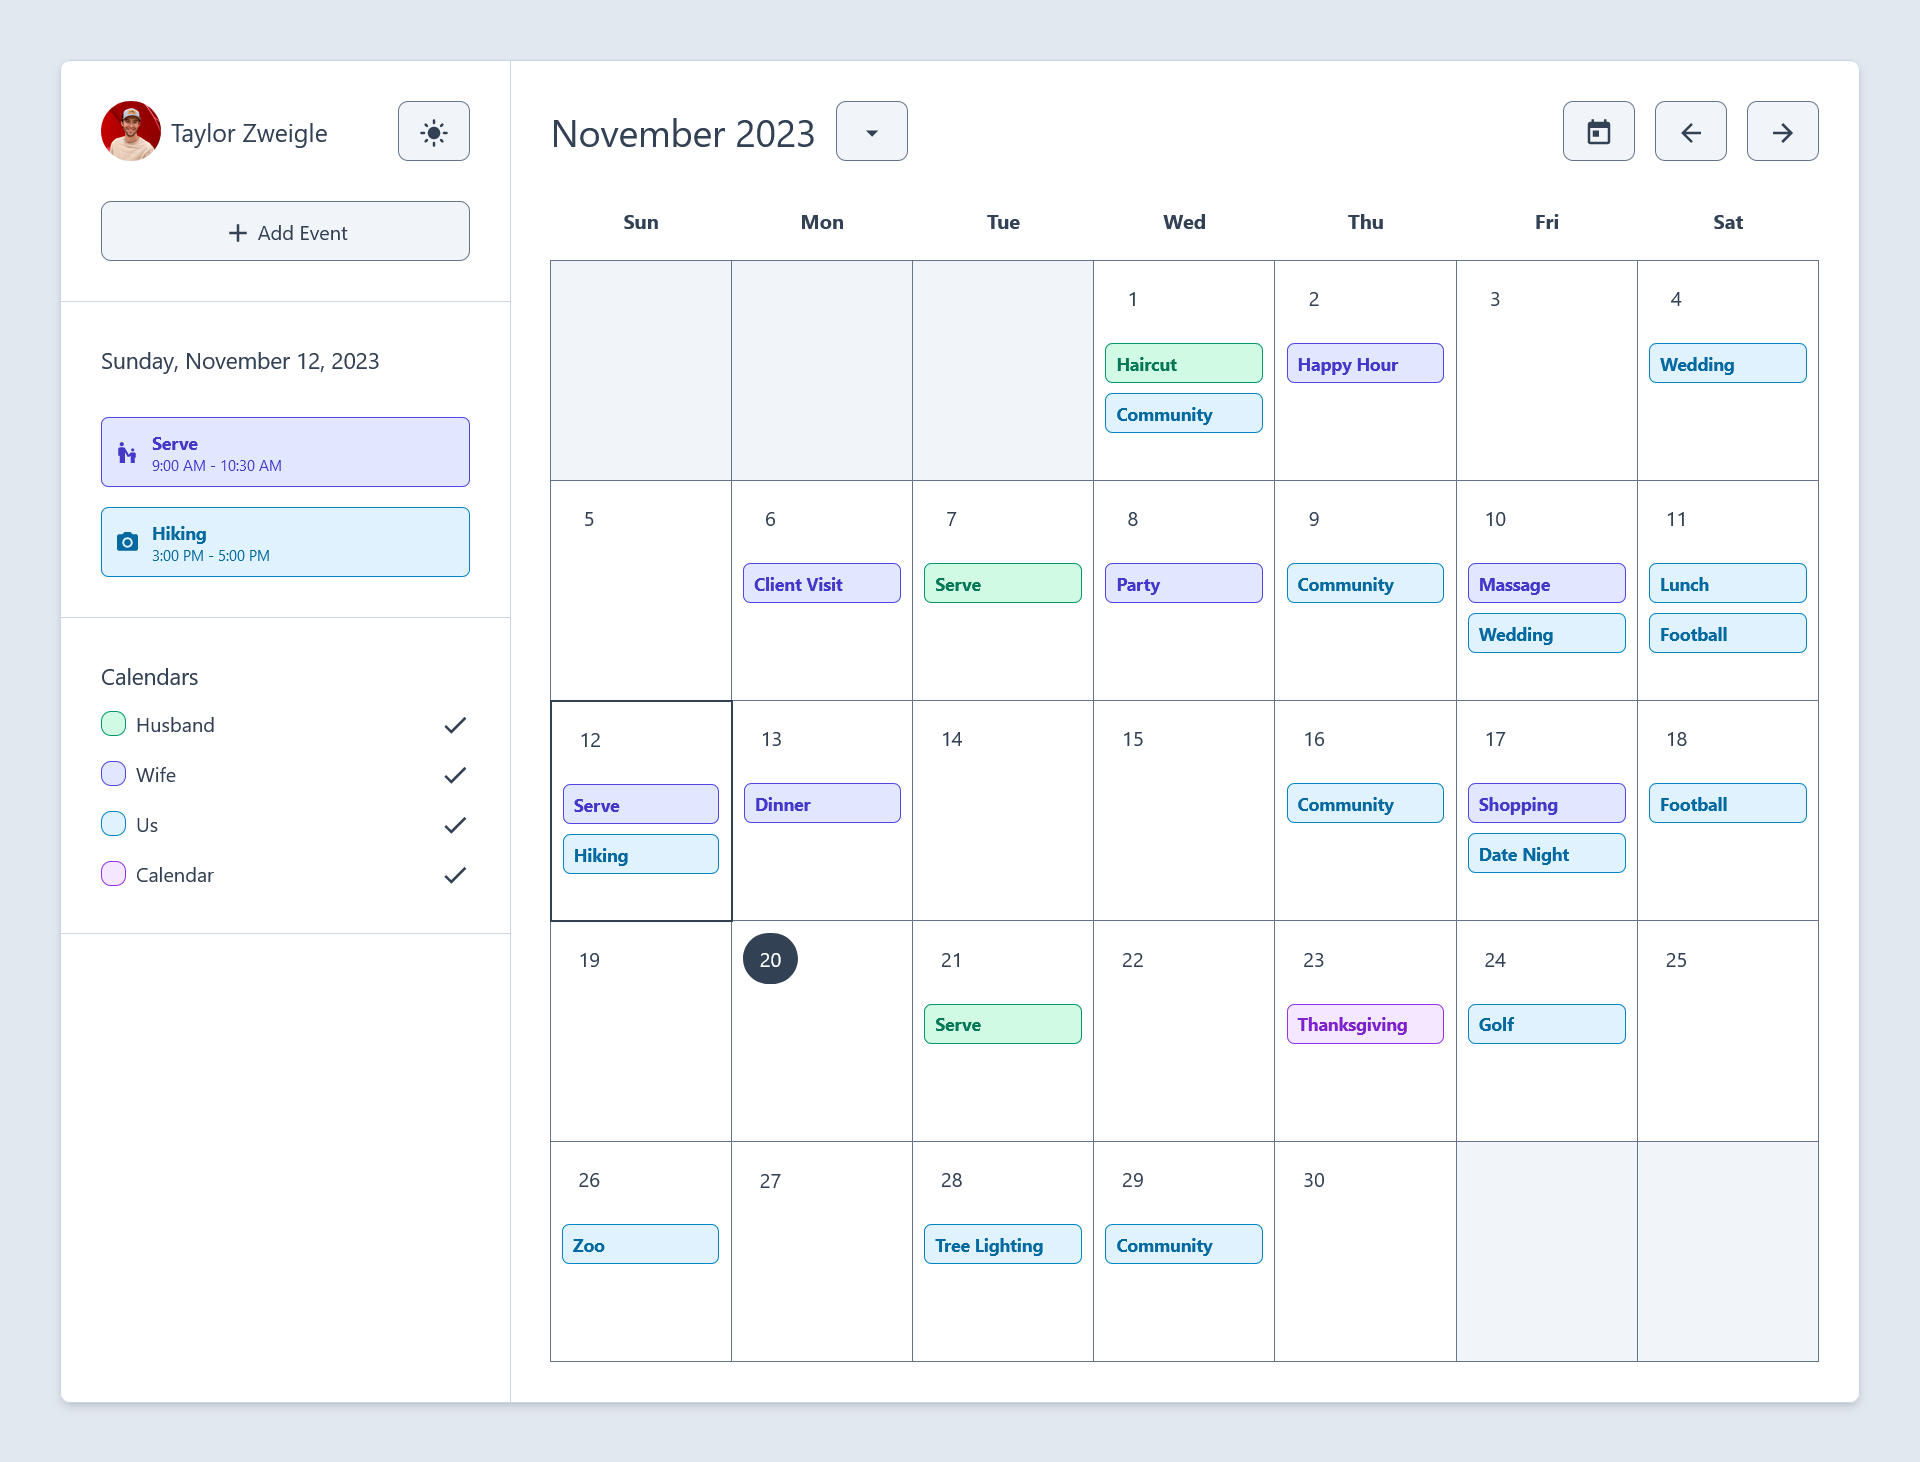 Taylor Zweigle
Add Event
Sunday, November 12, 2023
Serve
9:00 AM - 10:30 AM
Hiking
3:00 PM - 5:00 PM
Calendars
Husband
Wife
Us
Calendar
November 2023
Sun Mon Tue Wed Thu Fri Sat
1 2 3 4
Haircut Happy Hour Wedding
Community
5 6 7 8 9 10 11
Client Visit Serve Party Community Massage Lunch
Wedding Football
12 13 14 15 16 17 18
Serve Dinner Community Shopping Football
Hiking Date Night
19 20 21 22 23 24 25
Serve Thanksgiving Golf
26 27 28 29 30
Zoo Tree Lighting Community